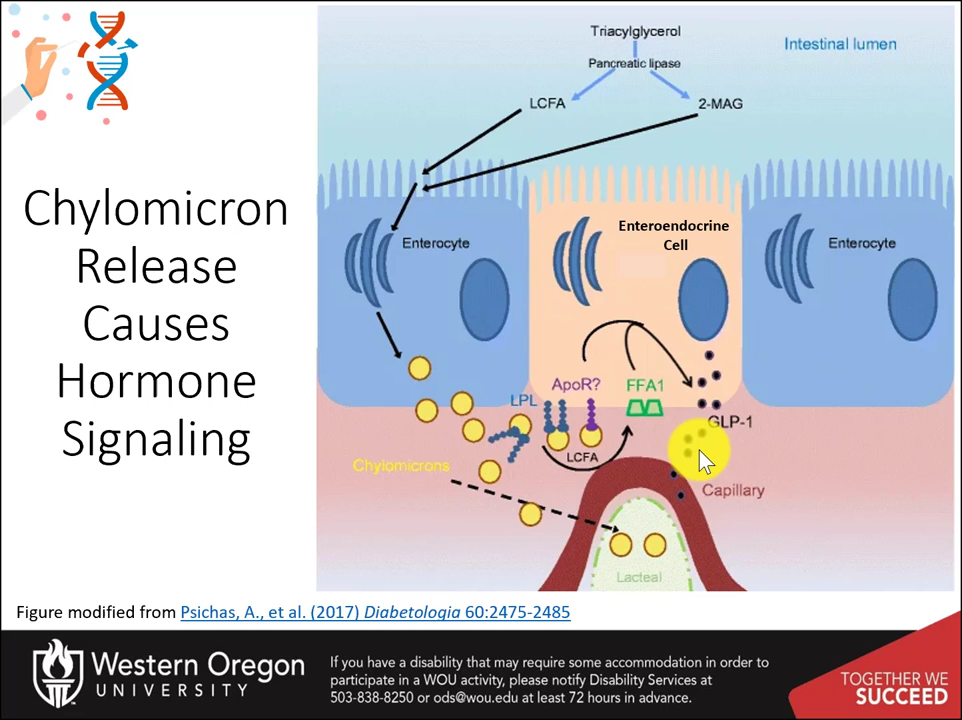 Chylomicron
Release
Causes
Hormone
Signaling
Triacylglycerol
Intestinal lumen
Pancreatic lipase
LCFA
2-MAG
Enteroendocrine
Cell
Enterocyte
Enterocyte
ApoR?
FFA1
LPL
GLP-1
LCFA
Chylomicrons
Capillary
Lacteal
Figure modified from Psichas, A., et al. (2017) Diabetologia 60:2475-2485
Western Oregon
UNIVERSITY
If you have a disability that may require some accommodation in order to
participate in a WOU activity, please notify Disability Services at
503-838-8250 or ods@wou.edu at least 72 hours in advance.
TOGETHER WE
SUCCEED